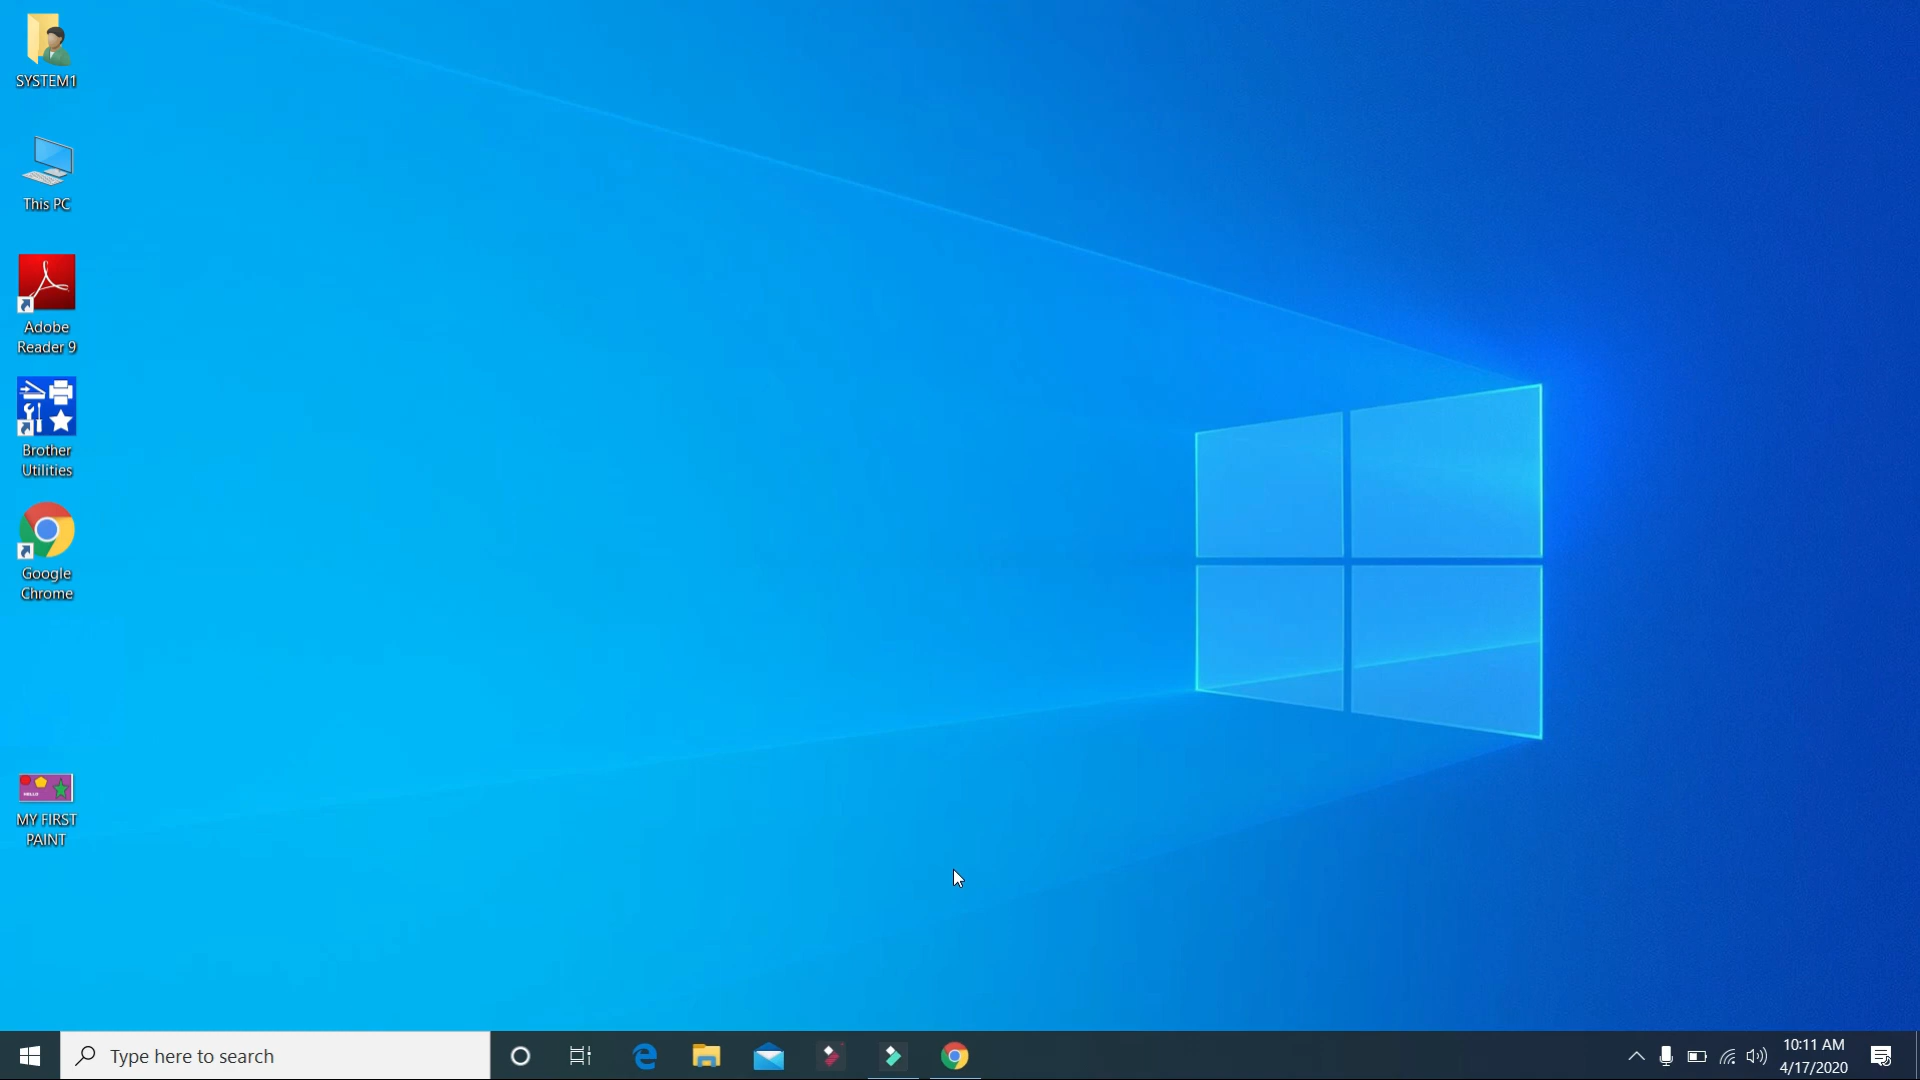 SYSTEM1
This PC
Adobe
Reader 9
Brother
Utilities
Google
Chrome
HELLO
MY FIRST
PAINT
Type here to search
10:11 AM
4/17/2020